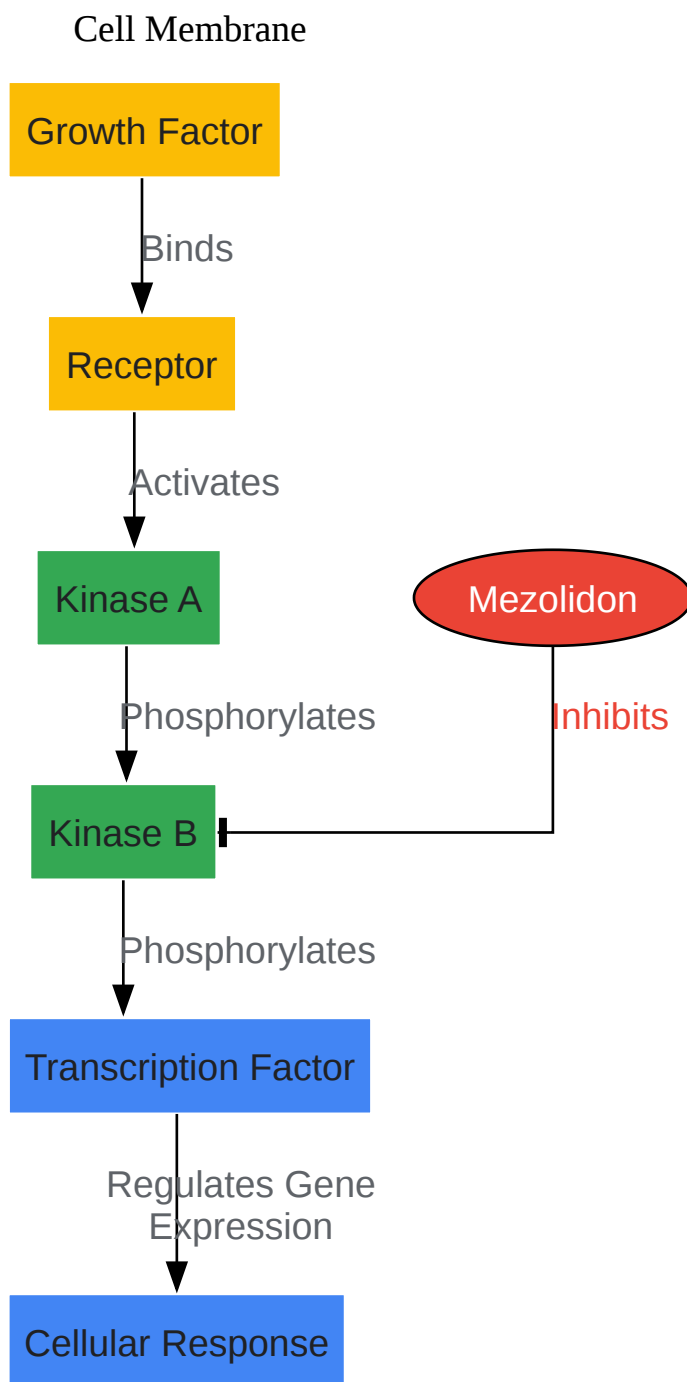 Cell Membrane
Growth Factor
Binds
Receptor
Activates
Kinase A
Mezolidon
Phosphorylates
Inhibits
Kinase B
Phosphorylates
Transcription Factor
Regulates Gene
Expression
Cellular Response